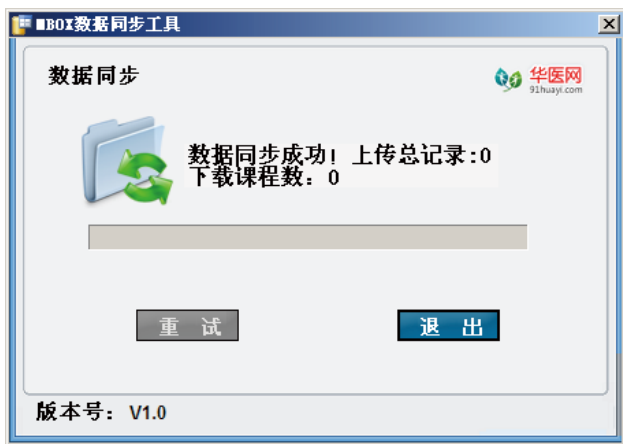 MBOX数据同步工具
数据同步
华医网
91huayi.com
数据同步成功！上传总记录:0
下载课程数：0
重 试
退 出
版本号： V1.0